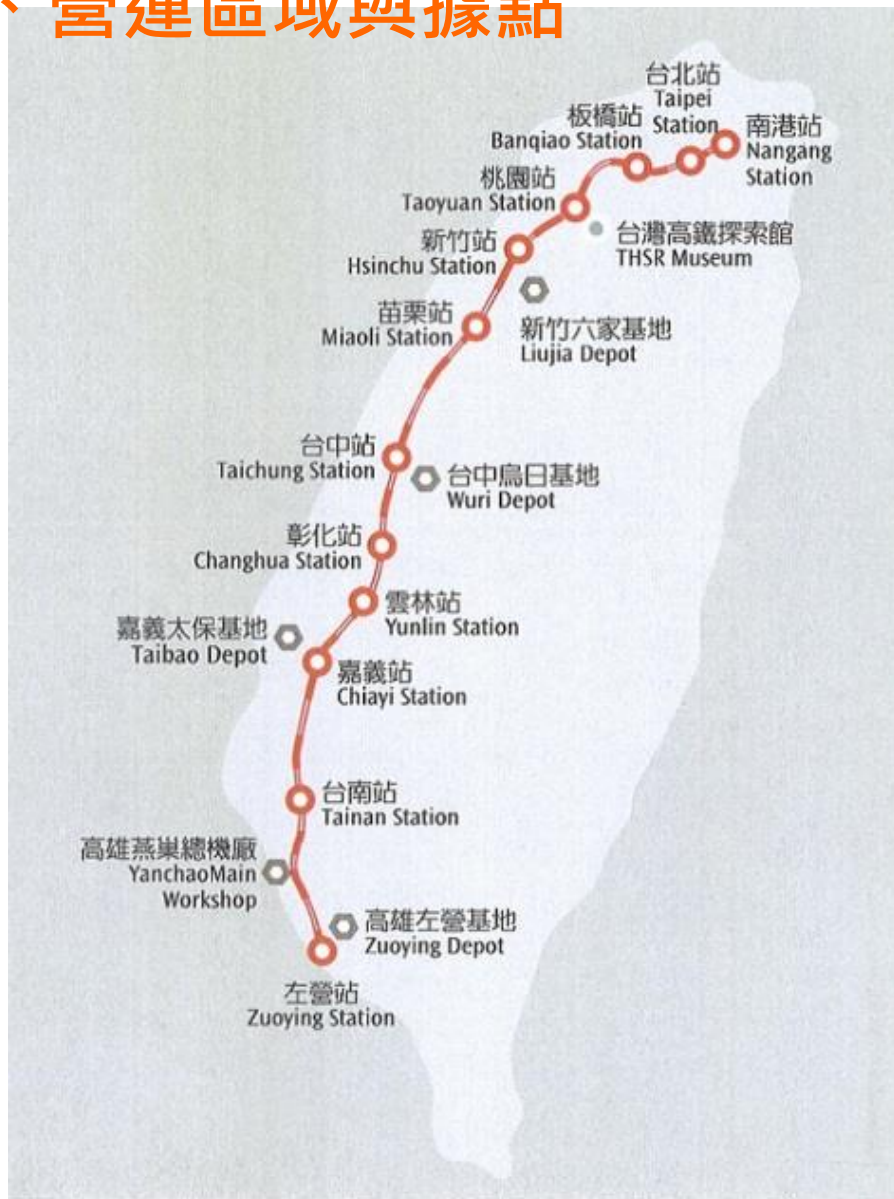 、營運區域與據點
台北站
Taipei
Station
板橋站
Banqiao Station
南港站
Nangang
Station
桃園站
Taoyuan Station
台灣高鐵探索館
THSR Museum
新竹站
Hsinchu Station
新竹六家基地
Liujia Depot
苗栗站
Miaoli Station
台中站
Taichung Station
台中烏日基地
Wuri Depot
彰化站
Changhua Station
雲林站
Yunlin Station
嘉義太保基地
Taibao Depot
嘉義站
Chiayi Station
台南站
Tainan Station
高雄燕巢總機廠
YanchaoMain
Workshop
高雄左營基地
Zuoying Depot
左營站
Zuoying Station